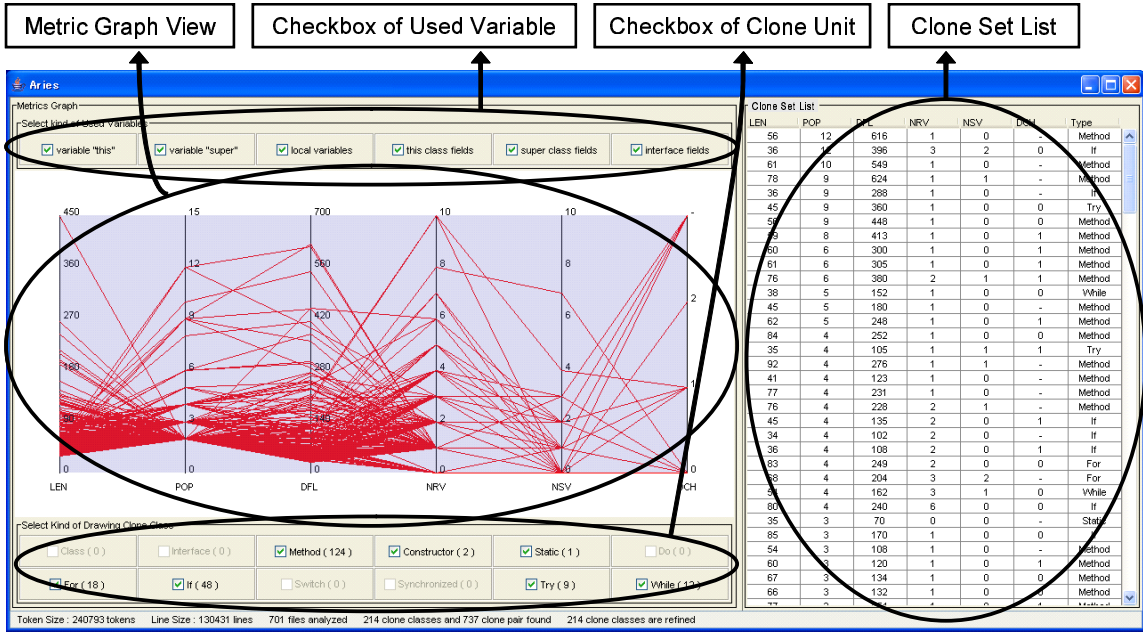 Metric Graph View
Checkbox of Used Variable
Checkbox of Clone Unit
Clone Set List
Aries
Metrics Graph
Select kind of Used Variables
variable "this"
variable "super"
local variables
this class fields
super class fields
interface fields
450 15 700 10 10 -
360 12 560 8 8
2
270 9 420 6 6
180 6 280 4 4
1
3 140 2 2
0 0 0 0 0 0
LEN POP DFL NRV NSV DCH
Select Kind of Drawing Clone Class
Class ( 0 )
Interface ( 0 )
Method ( 124 )
Constructor ( 2 )
Static ( 1 )
Do ( 0 )
For ( 18 )
If ( 48 )
Switch ( 0 )
Synchronized ( 0 )
Try ( 9 )
While ( 12 )
Clone Set List
LEN POP DFL NRV NSV DCH Type
56 12 616 1 0 - Method
36 396 3 2 0 If
61 10 549 1 0 - Method
78 9 624 1 1 - Method
36 9 288 1 0 - If
45 9 360 1 0 0 Try
56 9 448 1 0 0 Method
8 413 1 0 1 Method
60 6 300 1 0 1 Method
61 6 305 1 0 1 Method
76 6 380 2 1 1 Method
38 5 152 1 0 0 While
45 5 180 1 0 - Method
62 5 248 1 0 1 Method
84 4 252 1 0 0 Method
35 4 105 1 1 1 Try
92 4 276 1 1 - Method
41 4 123 1 0 - Method
77 4 231 1 0 - Method
76 4 228 2 1 - Method
45 4 135 2 0 1 If
34 4 102 2 0 - If
36 4 108 2 0 1 If
83 4 249 2 0 0 For
68 4 204 3 2 - For
4 162 3 1 0 While
80 4 240 6 0 0 If
35 3 70 0 0 - Static
85 3 170 1 0 0
54 3 108 1 0 - Method
60 3 120 1 0 1 Method
67 3 134 1 0 0 Method
66 3 132 1 0 0 Method
Token Size : 240793 tokens Line Size : 130431 lines 701 files analyzed 214 clone classes and 737 clone pair found 214 clone classes are refined